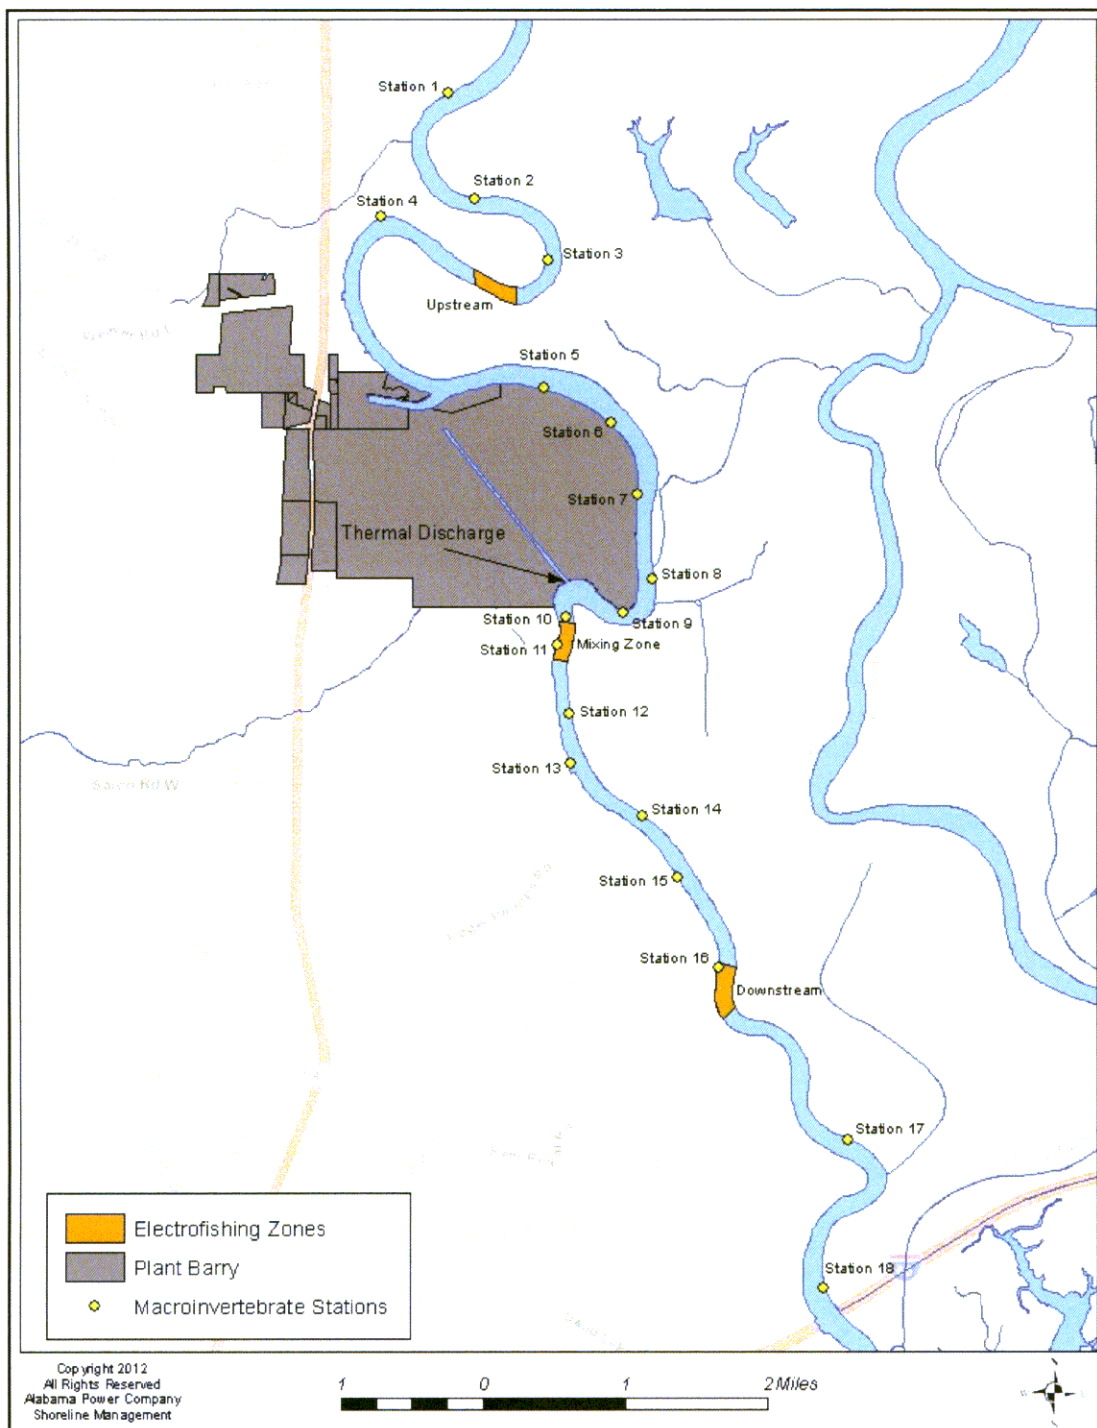 Station 1
Station 2
Station 4
Station 3
Upstream
Station 5
Station 6
Station 7
Thermal Discharge
Station 8
Station 10
Station 9
Station 11
Mixing Zone
Station 12
Station 13
Salco Rd W
Station 14
Station 15
Station 16
Downstream
Station 17
Station 18
Electrofishing Zones
Plant Barry
Macroinvertebrate Stations
Copyright 2012
All Rights Reserved
Alabama Power Company
Shoreline Management
1 0 1 2 Miles